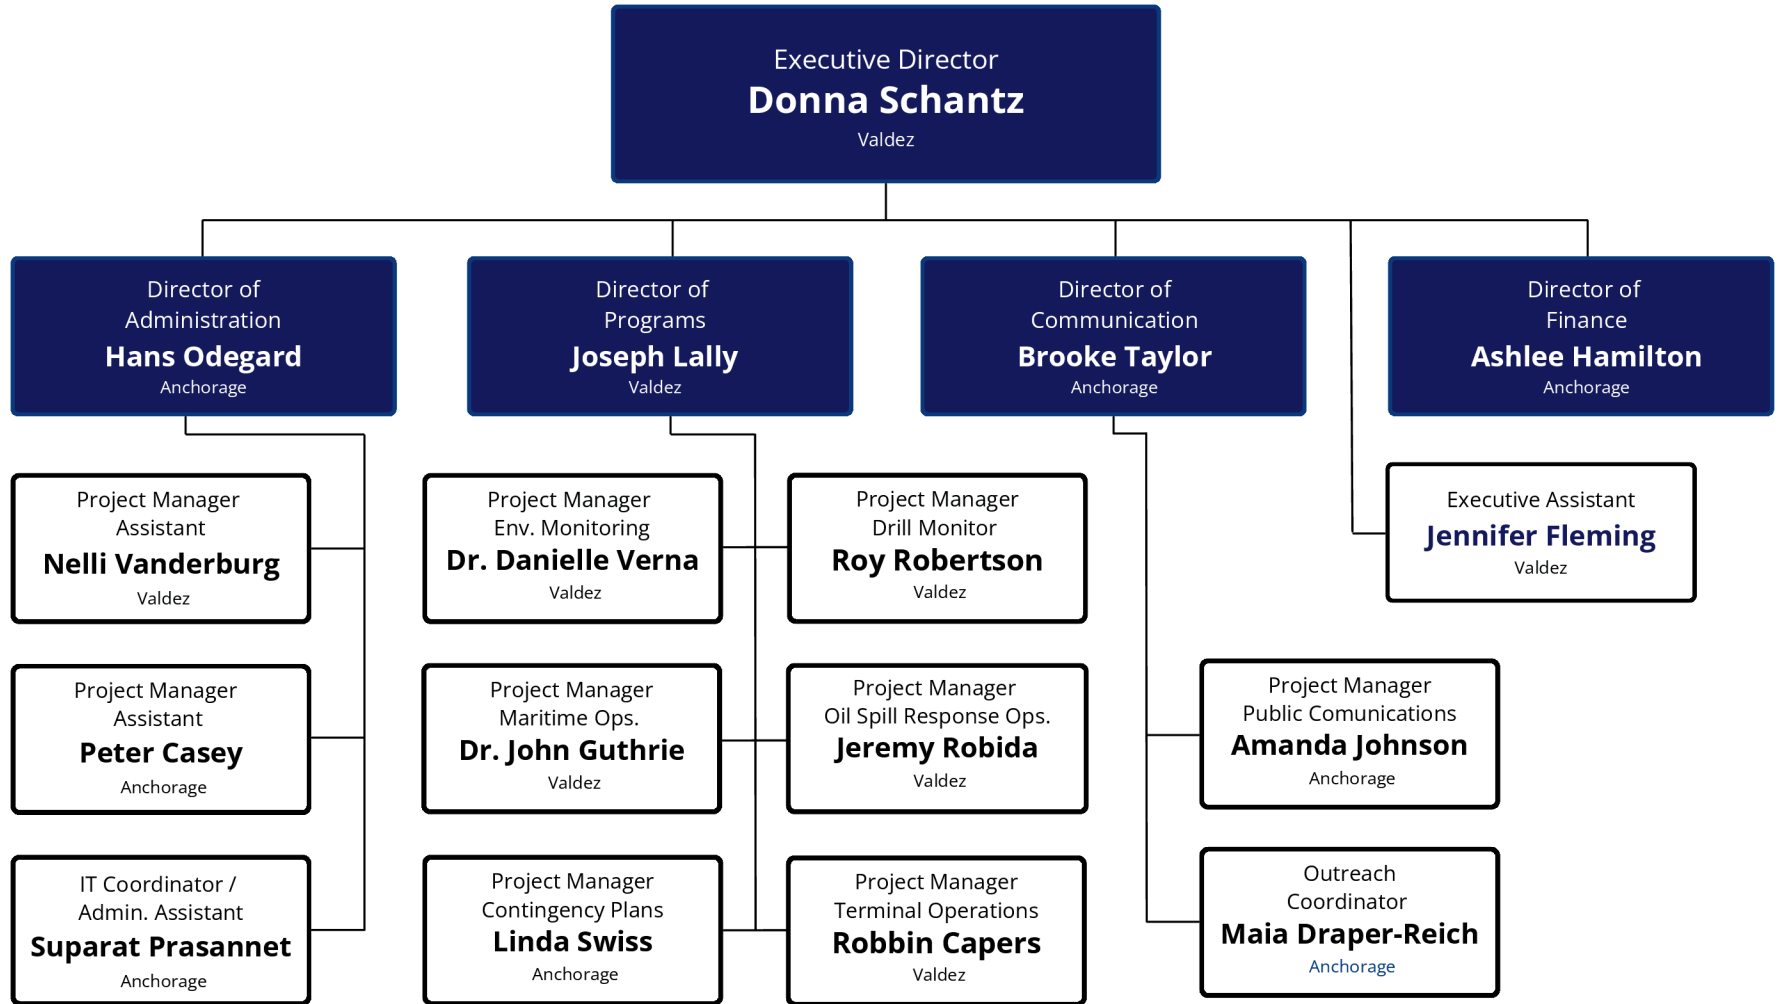 Executive Director
Donna Schantz
Valdez
Director of
Administration
Hans Odegard
Anchorage
Director of
Programs
Joseph Lally
Valdez
Director of
Communication
Brooke Taylor
Anchorage
Director of
Finance
Ashlee Hamilton
Anchorage
Project Manager
Assistant
Nelli Vanderburg
Valdez
Project Manager
Env. Monitoring
Dr. Danielle Verna
Valdez
Project Manager
Drill Monitor
Roy Robertson
Valdez
Executive Assistant
Jennifer Fleming
Valdez
Project Manager
Assistant
Peter Casey
Anchorage
Project Manager
Maritime Ops.
Dr. John Guthrie
Valdez
Project Manager
Oil Spill Response Ops.
Jeremy Robida
Valdez
Project Manager
Public Comunications
Amanda Johnson
Anchorage
IT Coordinator /
Admin. Assistant
Suparat Prasannet
Anchorage
Project Manager
Contingency Plans
Linda Swiss
Anchorage
Project Manager
Terminal Operations
Robbin Capers
Valdez
Outreach
Coordinator
Maia Draper-Reich
Anchorage